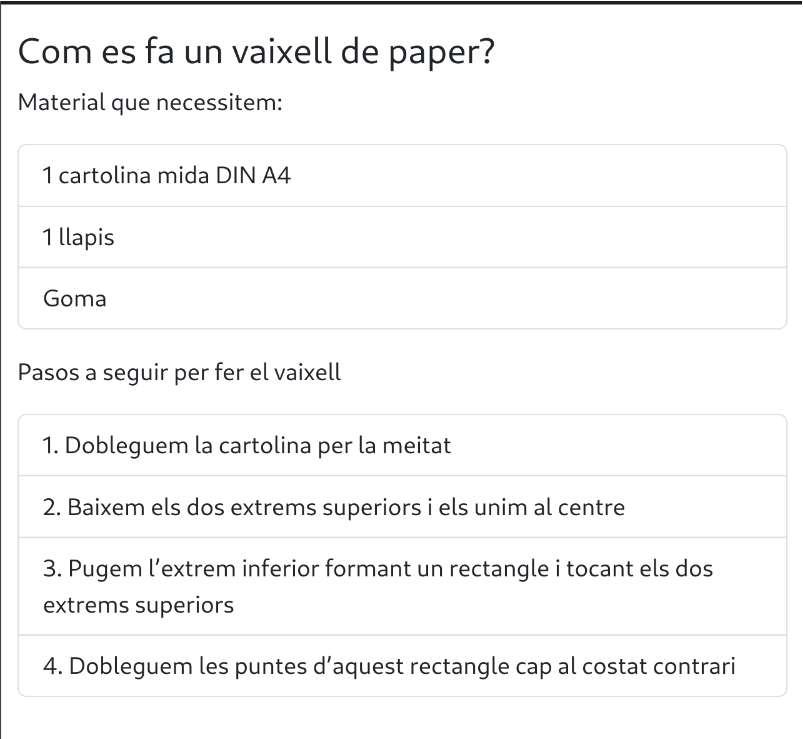 Com es fa un vaixell de paper?
Material que necessitem:
1 cartolina mida DIN A4
1 llapis
Goma
Pasos a seguir per fer el vaixell
1. Dobleguem la cartolina per la meitat
2. Baixem els dos extrems superiors i els unim al centre
3. Pugem l’extrem inferior formant un rectangle i tocant els dos
extrems superiors
4. Dobleguem les puntes d’aquest rectangle cap al costat contrari